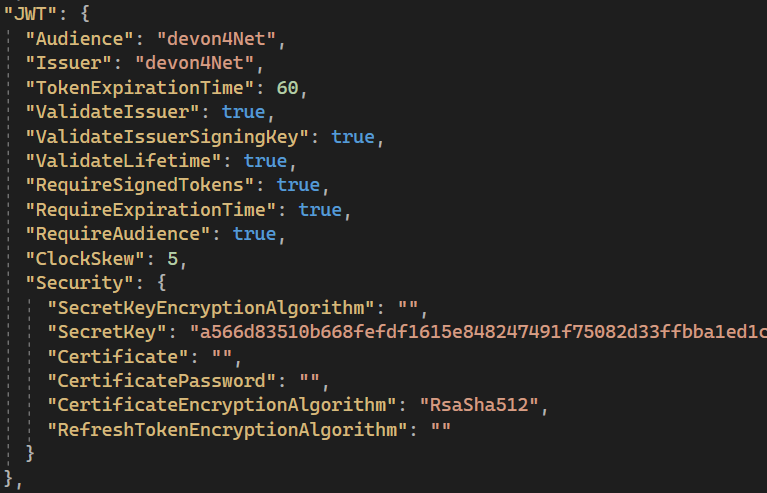 "JWT": {
"Audience": "devon4Net",
"Issuer": "devon4Net",
"TokenExpirationTime": 60,
"ValidateIssuer": true,
"ValidateIssuerSigningKey": true,
"ValidateLifetime": true,
"RequireSignedTokens": true,
"RequireExpirationTime": true,
"RequireAudience": true,
"ClockSkew": 5,
"Security": {
"SecretKeyEncryptionAlgorithm": "",
"SecretKey": "a566d83510b668fefdf1615e848247491f75082d33ffbba1ed1c
"Certificate": "",
"CertificatePassword": "",
"CertificateEncryptionAlgorithm": "RsaSha512",
"RefreshTokenEncryptionAlgorithm": ""
}
},